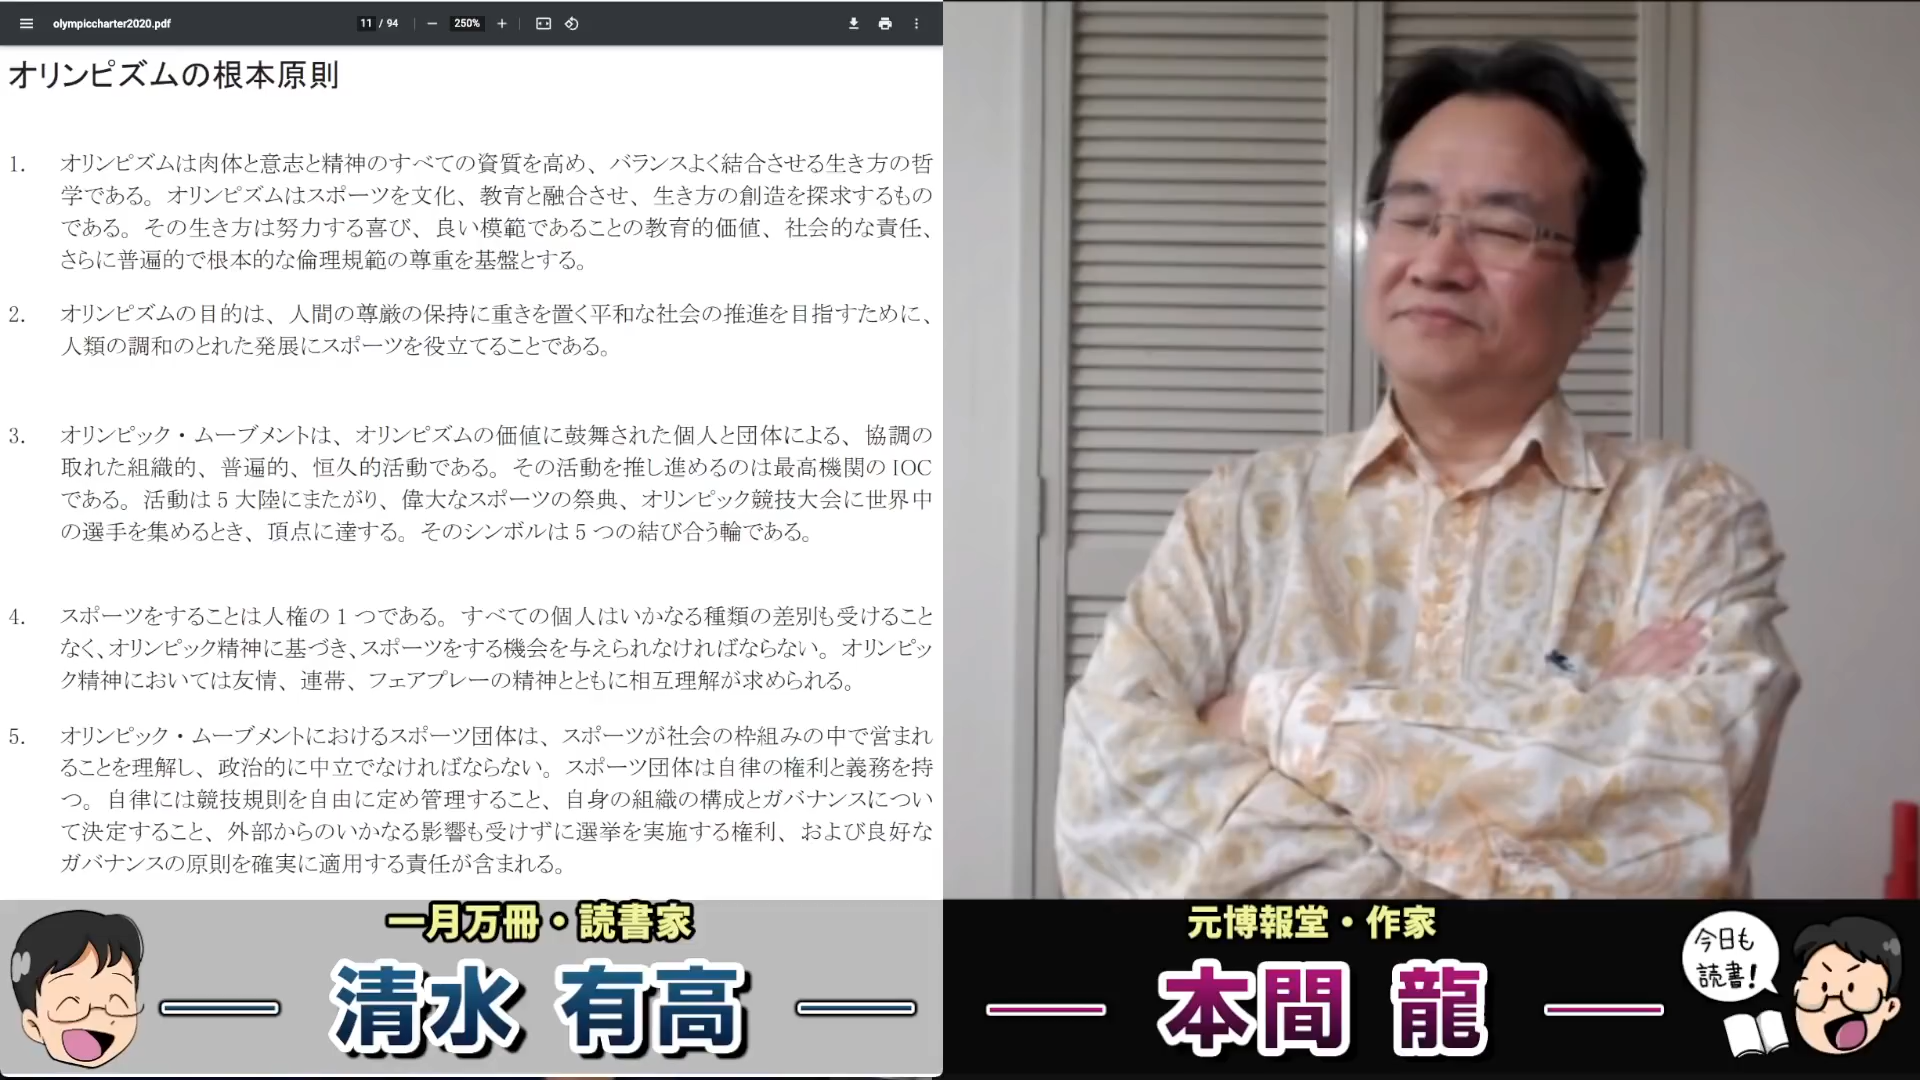 olympiccharter2020.pdf
11 / 94
250%
オリンピズムの根本原則
1. オリンピズムは肉体と意志と精神のすべての資質を高め、バランスよく結合させる生き方の哲
学である。オリンピズムはスポーツを文化、教育と融合させ、生き方の創造を探求するもの
である。その生き方は努力する喜び、良い模範であることの教育的価値、社会的な責任、
さらに普遍的で根本的な倫理規範の尊重を基盤とする。
2. オリンピズムの目的は、人間の尊厳の保持に重きを置く平和な社会の推進を目指すために、
人類の調和のとれた発展にスポーツを役立てることである。
3. オリンピック・ムーブメントは、オリンピズムの価値に鼓舞された個人と団体による、協調の
取れた組織的、普遍的、恒久的活動である。その活動を推し進めるのは最高機関の IOC
である。活動は 5 大陸にまたがり、偉大なスポーツの祭典、オリンピック競技大会に世界中
の選手を集めるとき、頂点に達する。そのシンボルは 5 つの結び合う輪である。
4. スポーツをすることは人権の 1 つである。すべての個人はいかなる種類の差別も受けること
なく、オリンピック精神に基づき、スポーツをする機会を与えられなければならない。オリンピッ
ク精神においては友情、連帯、フェアプレーの精神とともに相互理解が求められる。
5. オリンピック・ムーブメントにおけるスポーツ団体は、スポーツが社会の枠組みの中で営まれ
ることを理解し、政治的に中立でなければならない。スポーツ団体は自律の権利と義務を持
つ。自律には競技規則を自由に定め管理すること、自身の組織の構成とガバナンスについ
て決定すること、外部からのいかなる影響も受けずに選挙を実施する権利、および良好な
ガバナンスの原則を確実に適用する責任が含まれる。
一月万冊・読書家
清水 有高
元博報堂・作家
本間 龍
今日も
読書!